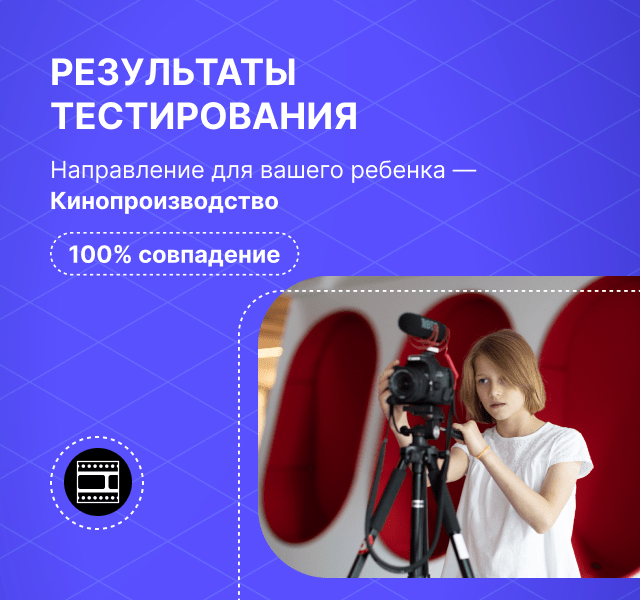 РЕЗУЛЬТАТЫ
ТЕСТИРОВАНИЯ
Направление для вашего ребенка —
Кинопроизводство
100% совпадение